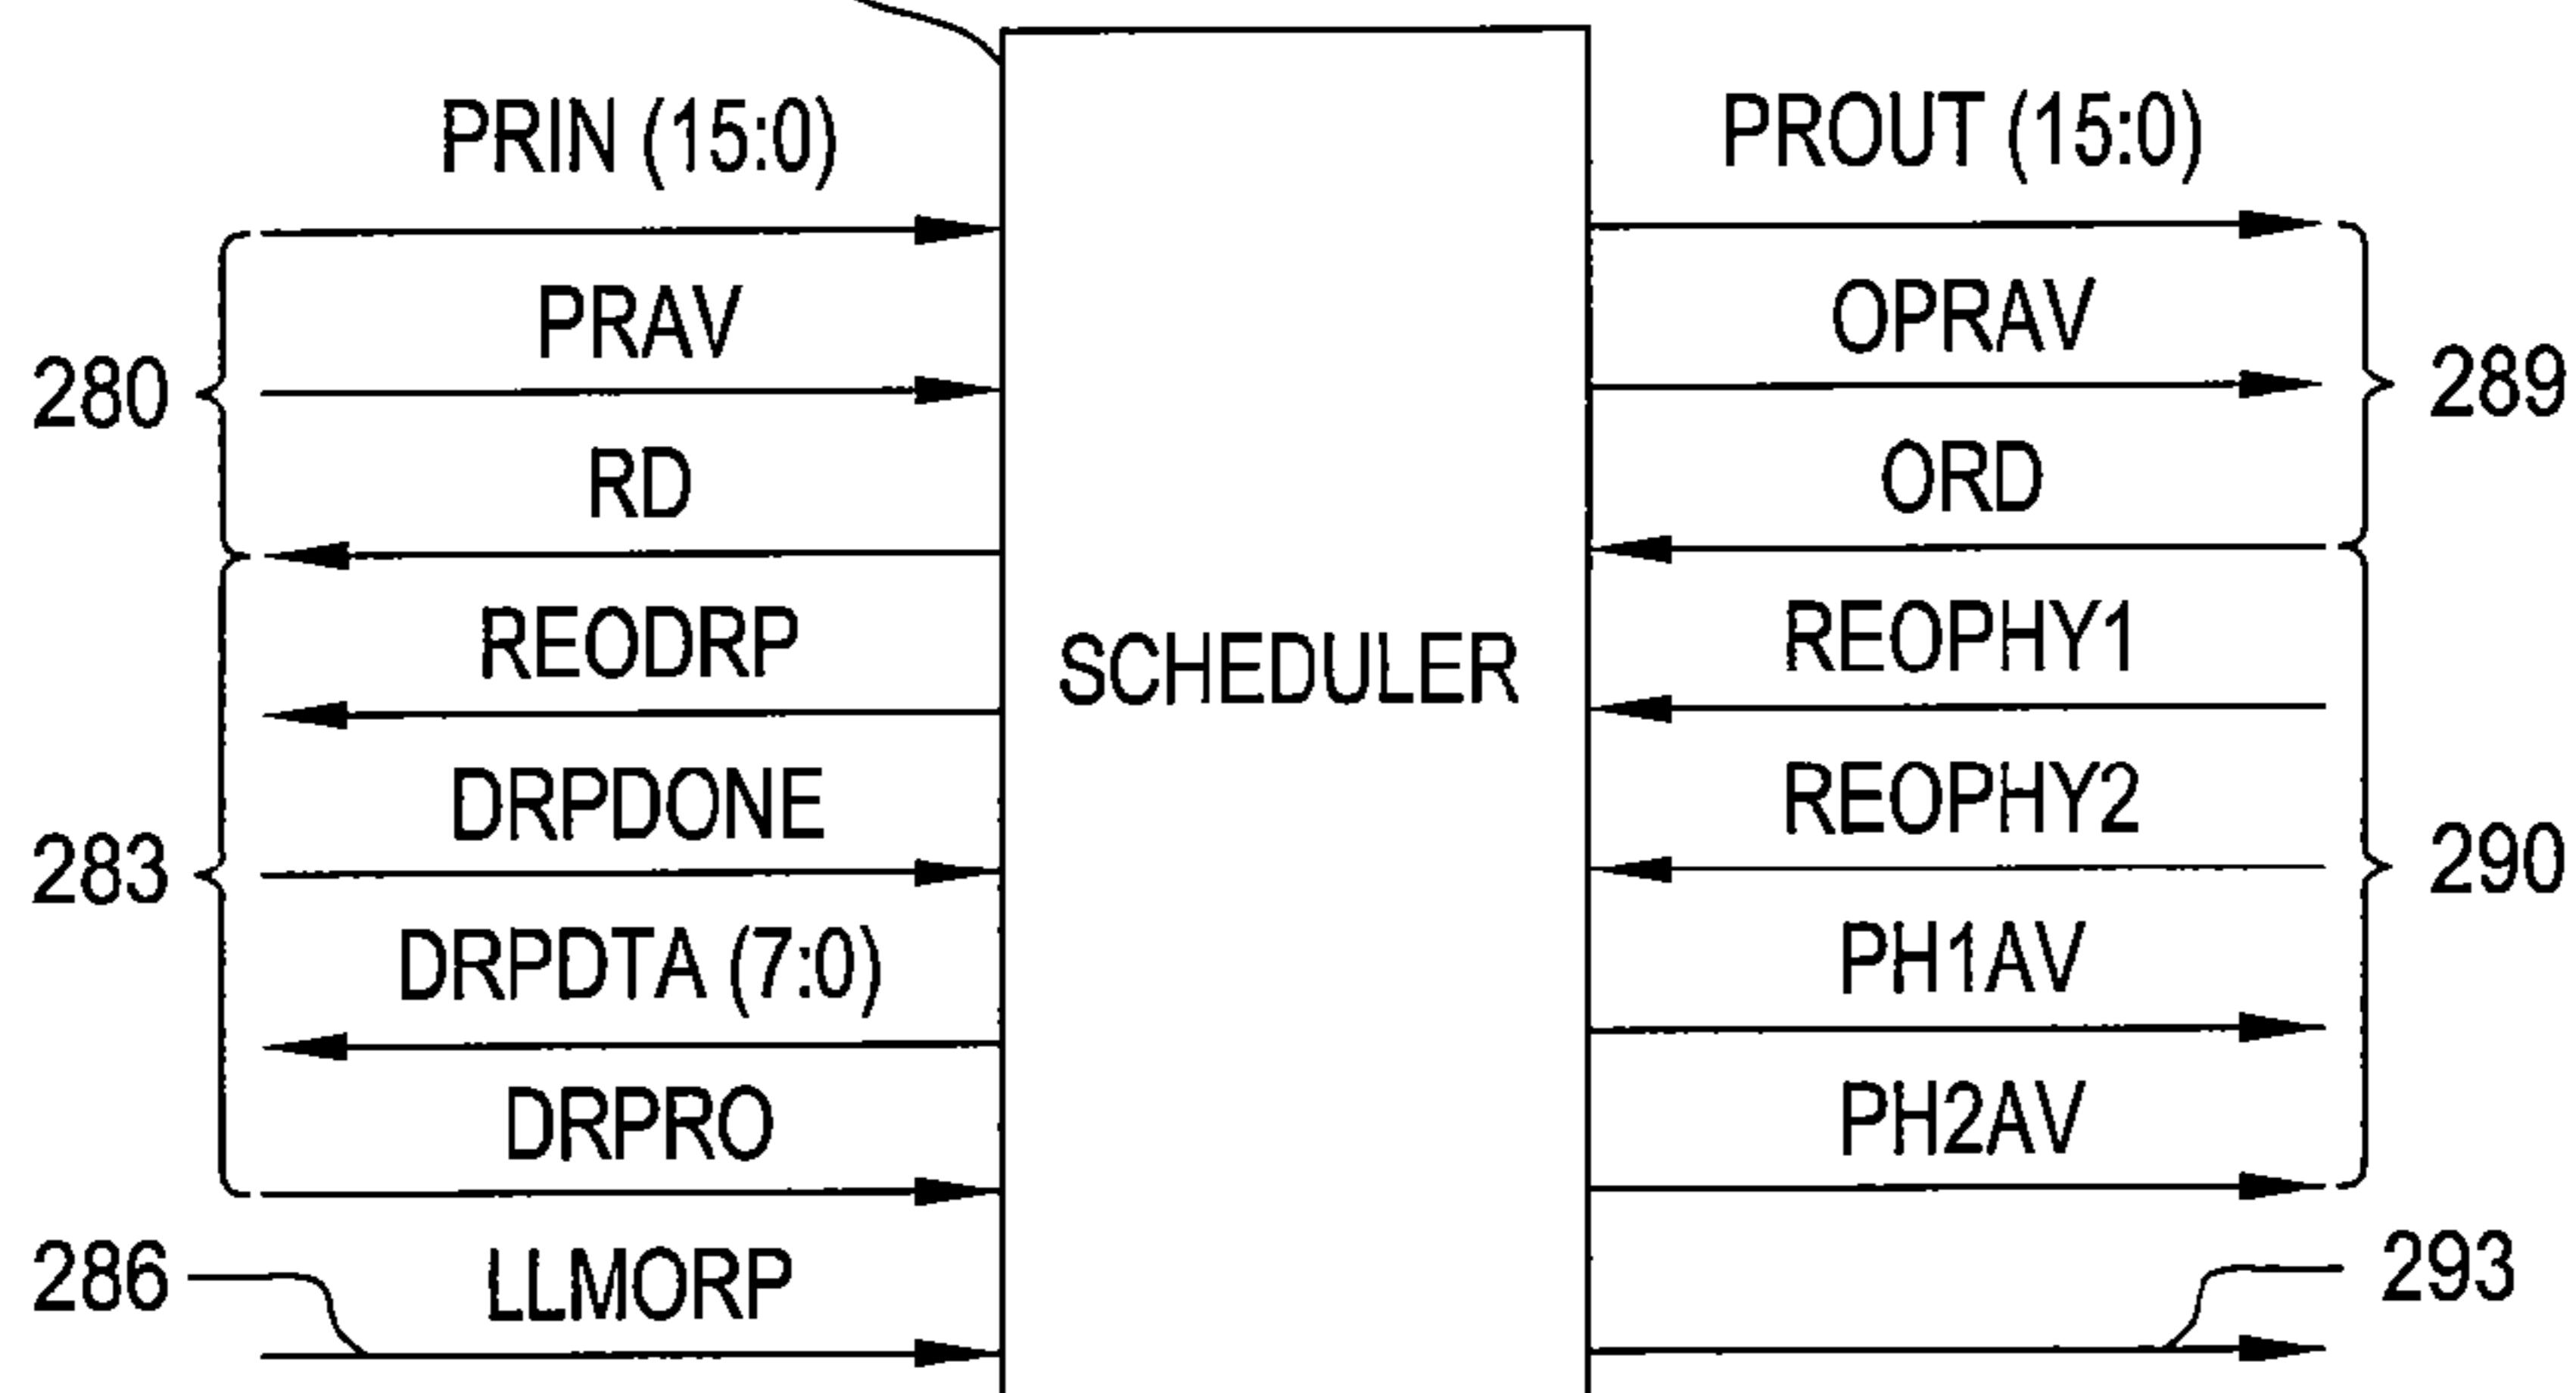 PRIN (15:0)
PROUT (15:0)
PRAV
OPRAV
280
289
RD
ORD
REODRP
REOPHY1
SCHEDULER
DRPDONE
REOPHY2
283
290
DRPDTA (7:0)
PH1AV
DRPRO
PH2AV
286
LLMORP
293